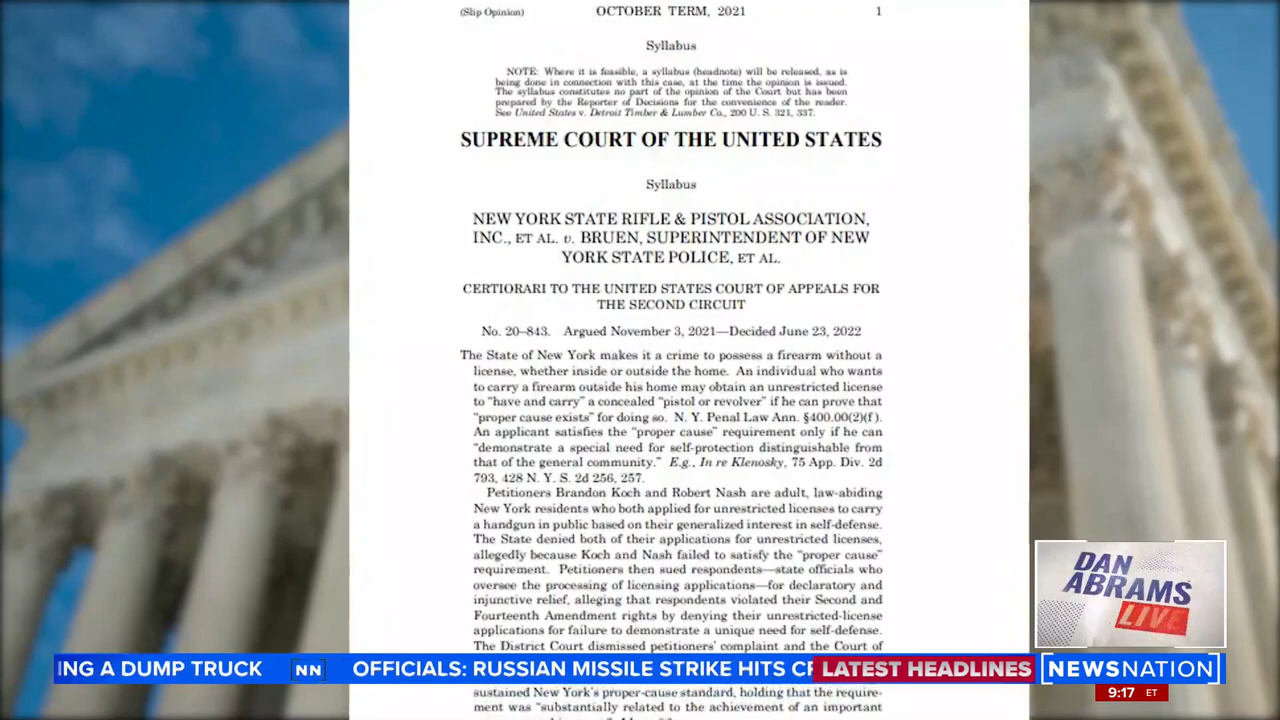 (Slip Opinion) OCTOBER TERM, 2021 1
Syllabus
NOTE: Where it is feasible, a syllabus (headnote) will be released, as is
being done in connection with this case, at the time the opinion is issued.
The syllabus constitutes no part of the opinion of the Court but has been
prepared by the Reporter of Decisions for the convenience of the reader.
See United States v. Detroit Timber & Lumber Co., 200 U. S. 321, 337.
SUPREME COURT OF THE UNITED STATES
Syllabus
NEW YORK STATE RIFLE & PISTOL ASSOCIATION,
INC., ET AL. v. BRUEN, SUPERINTENDENT OF NEW
YORK STATE POLICE, ET AL.
CERTIORARI TO THE UNITED STATES COURT OF APPEALS FOR
THE SECOND CIRCUIT
No. 20–843. Argued November 3, 2021—Decided June 23, 2022
The State of New York makes it a crime to possess a firearm without a
license, whether inside or outside the home. An individual who wants
to carry a firearm outside his home may obtain an unrestricted license
to “have and carry” a concealed “pistol or revolver” if he can prove that
“proper cause exists” for doing so. N. Y. Penal Law Ann. §400.00(2)(f).
An applicant satisfies the “proper cause” requirement only if he can
“demonstrate a special need for self-protection distinguishable from
that of the general community.” E.g., In re Klenosky, 75 App. Div. 2d
793, 428 N. Y. S. 2d 256, 257.
Petitioners Brandon Koch and Robert Nash are adult, law-abiding
New York residents who both applied for unrestricted licenses to carry
a handgun in public based on their generalized interest in self-defense.
The State denied both of their applications for unrestricted licenses,
allegedly because Koch and Nash failed to satisfy the “proper cause”
requirement. Petitioners then sued respondents—state officials who
oversee the processing of licensing applications—for declaratory and
injunctive relief, alleging that respondents violated their Second and
Fourteenth Amendment rights by denying their unrestricted-license
applications for failure to demonstrate a unique need for self-defense.
The District Court dismissed petitioners’ complaint and the Court of
sustained New York’s proper-cause standard, holding that the require-
ment was “substantially related to the achievement of an important
DAN
ABRAMS
LIVE
ING A DUMP TRUCK NN OFFICIALS: RUSSIAN MISSILE STRIKE HITS
LATEST HEADLINES
NEWSNATION
9:17 ET